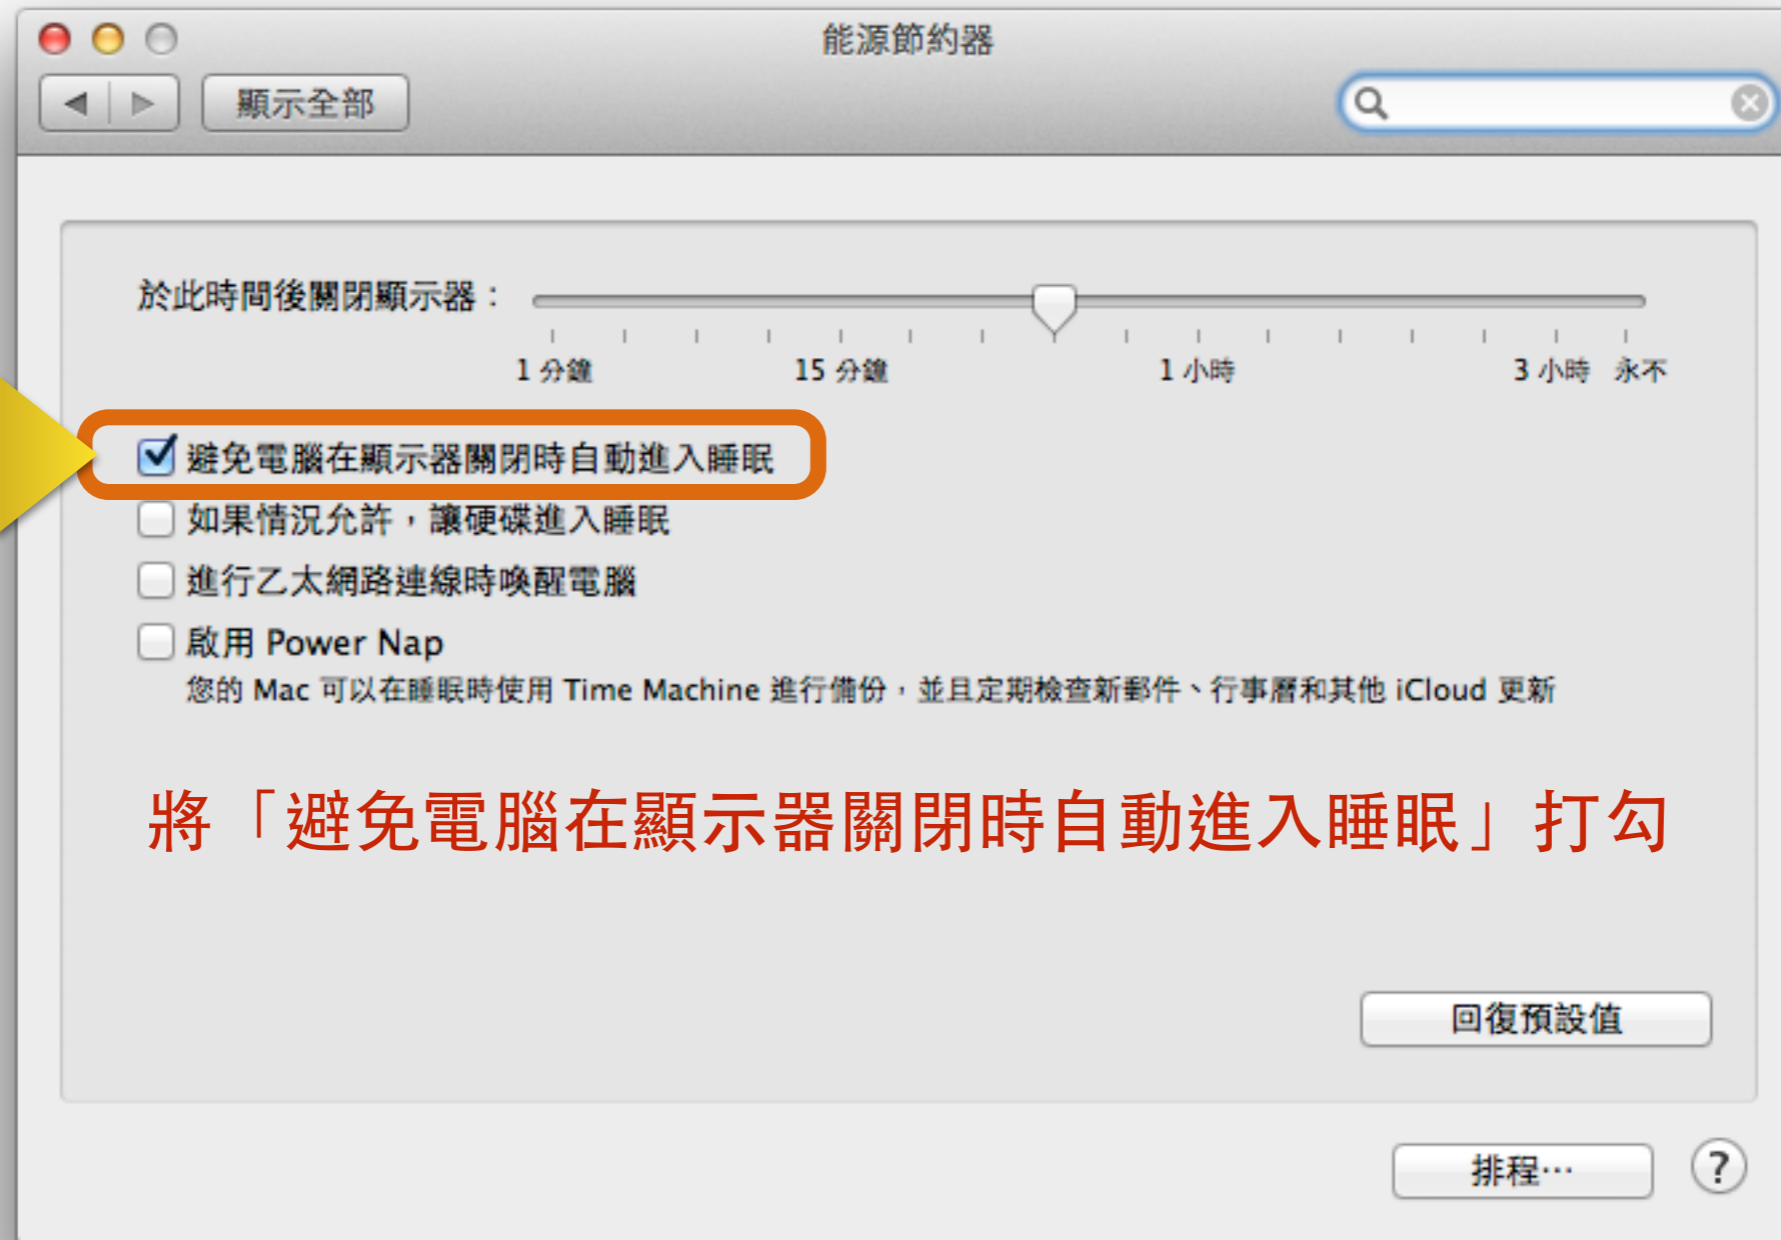 能源節約器
顯示全部
於此時間後關閉顯示器：
1 分鐘 15 分鐘 1 小時 3 小時 永不
避免電腦在顯示器關閉時自動進入睡眠
如果情況允許，讓硬碟進入睡眠
進行乙太網路連線時喚醒電腦
啟用 Power Nap
您的 Mac 可以在睡眠時使用 Time Machine 進行備份，並且定期檢查新郵件、行事曆和其他 iCloud 更新
將「避免電腦在顯示器關閉時自動進入睡眠」打勾
回復預設值
排程⋯
?